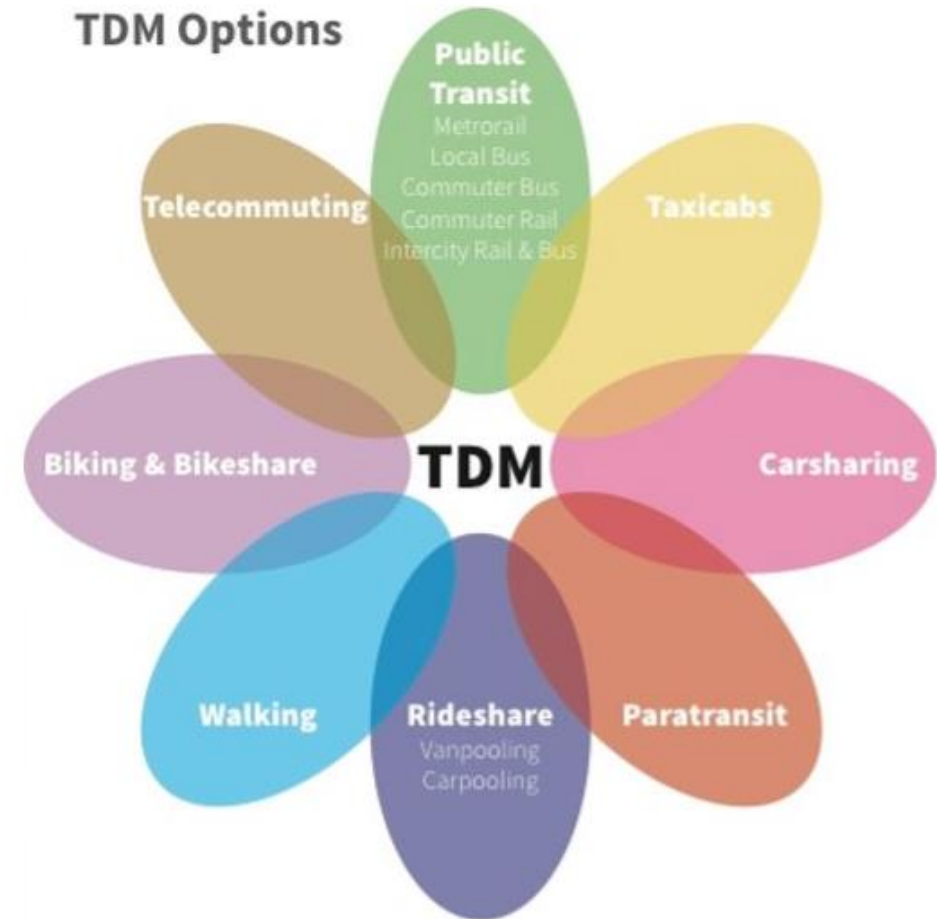 TDM Options
Public
Transit
Metrorail
Local Bus
Commuter Bus
Commuter Rail
Intercity Rail & Bus
Telecommuting
Taxicabs
Biking & Bikeshare
TDM
Carsharing
Walking
Rideshare
Vanpooling
Carpooling
Paratransit